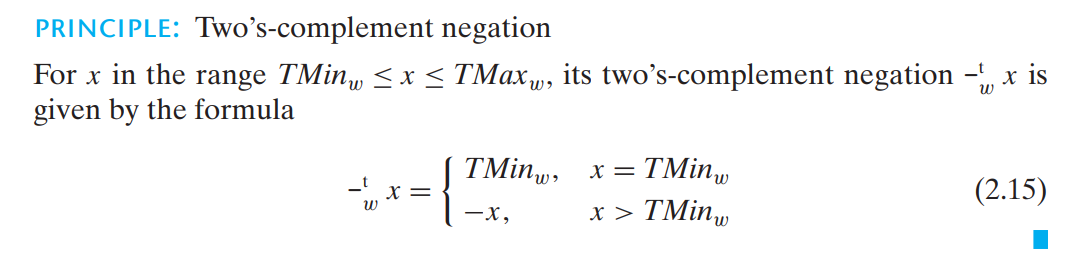 PRINCIPLE: Two's-complement negation
For x in the range TMin_w ≤ x ≤ TMax_w, its two's-complement negation -^t_w x is
given by the formula
-^t_w x = { TMin_w, x = TMin_w
-x, x > TMin_w
(2.15)